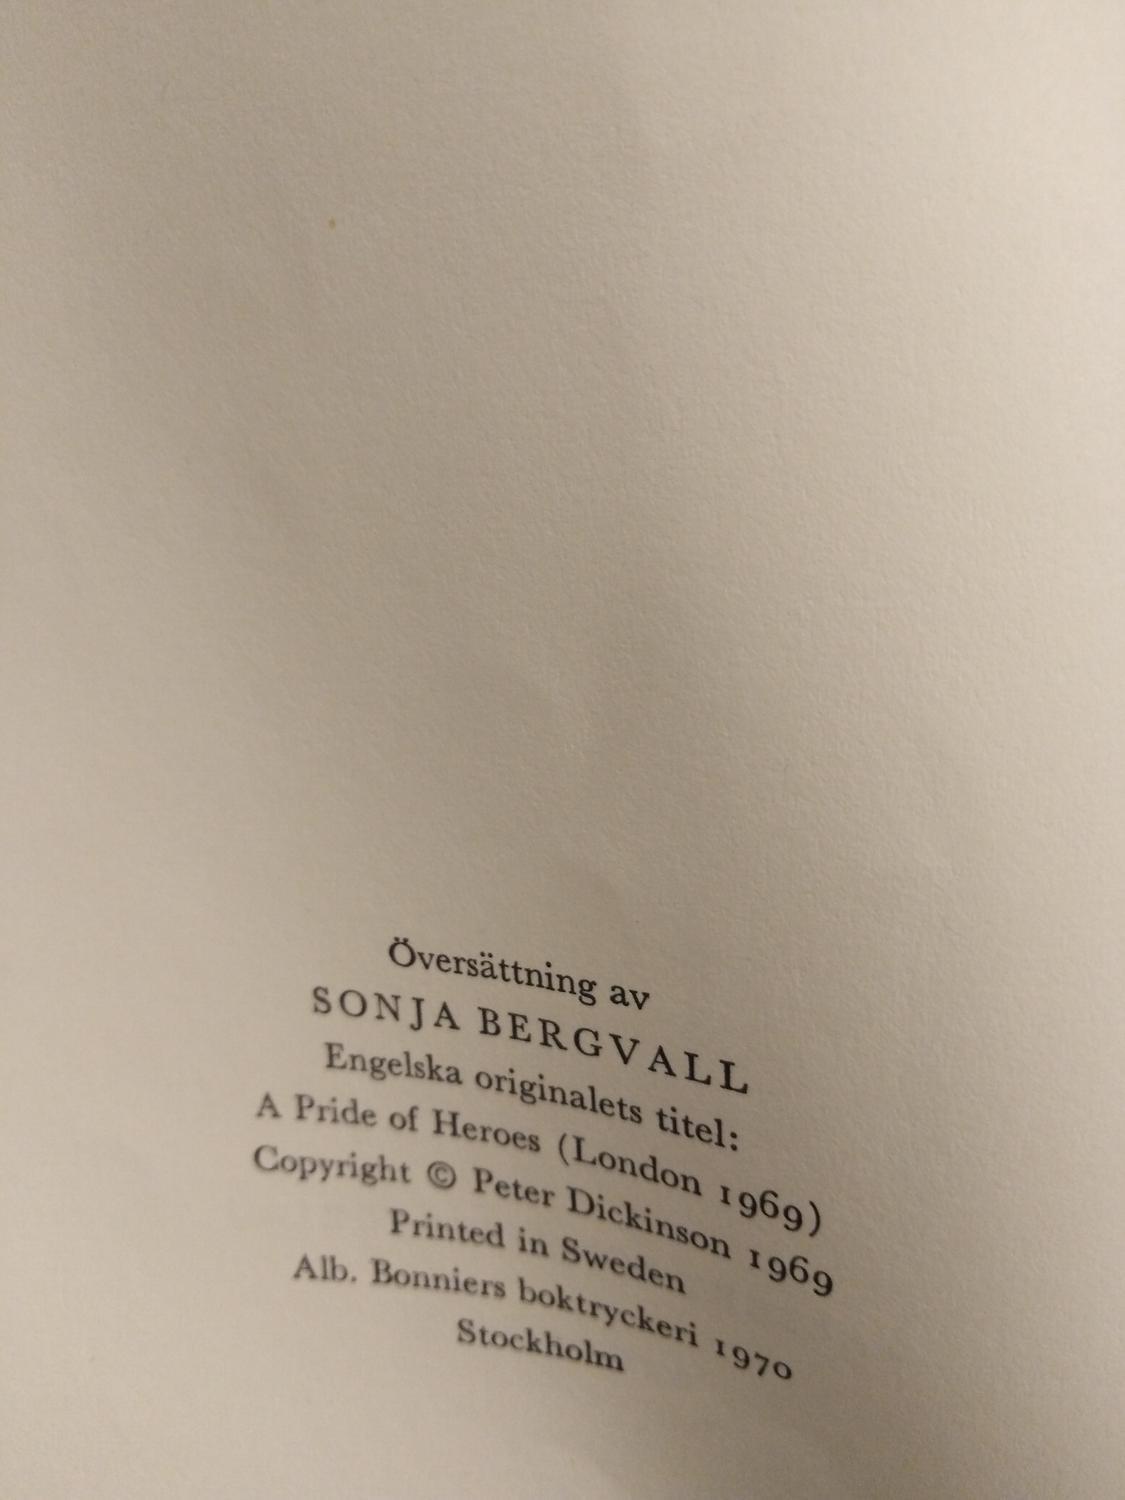 Översättning av
SONJA BERGVALL
Engelska originalets titel:
A Pride of Heroes (London 1969)
Copyright © Peter Dickinson 1969
Printed in Sweden
Alb. Bonniers boktryckeri 1970
Stockholm